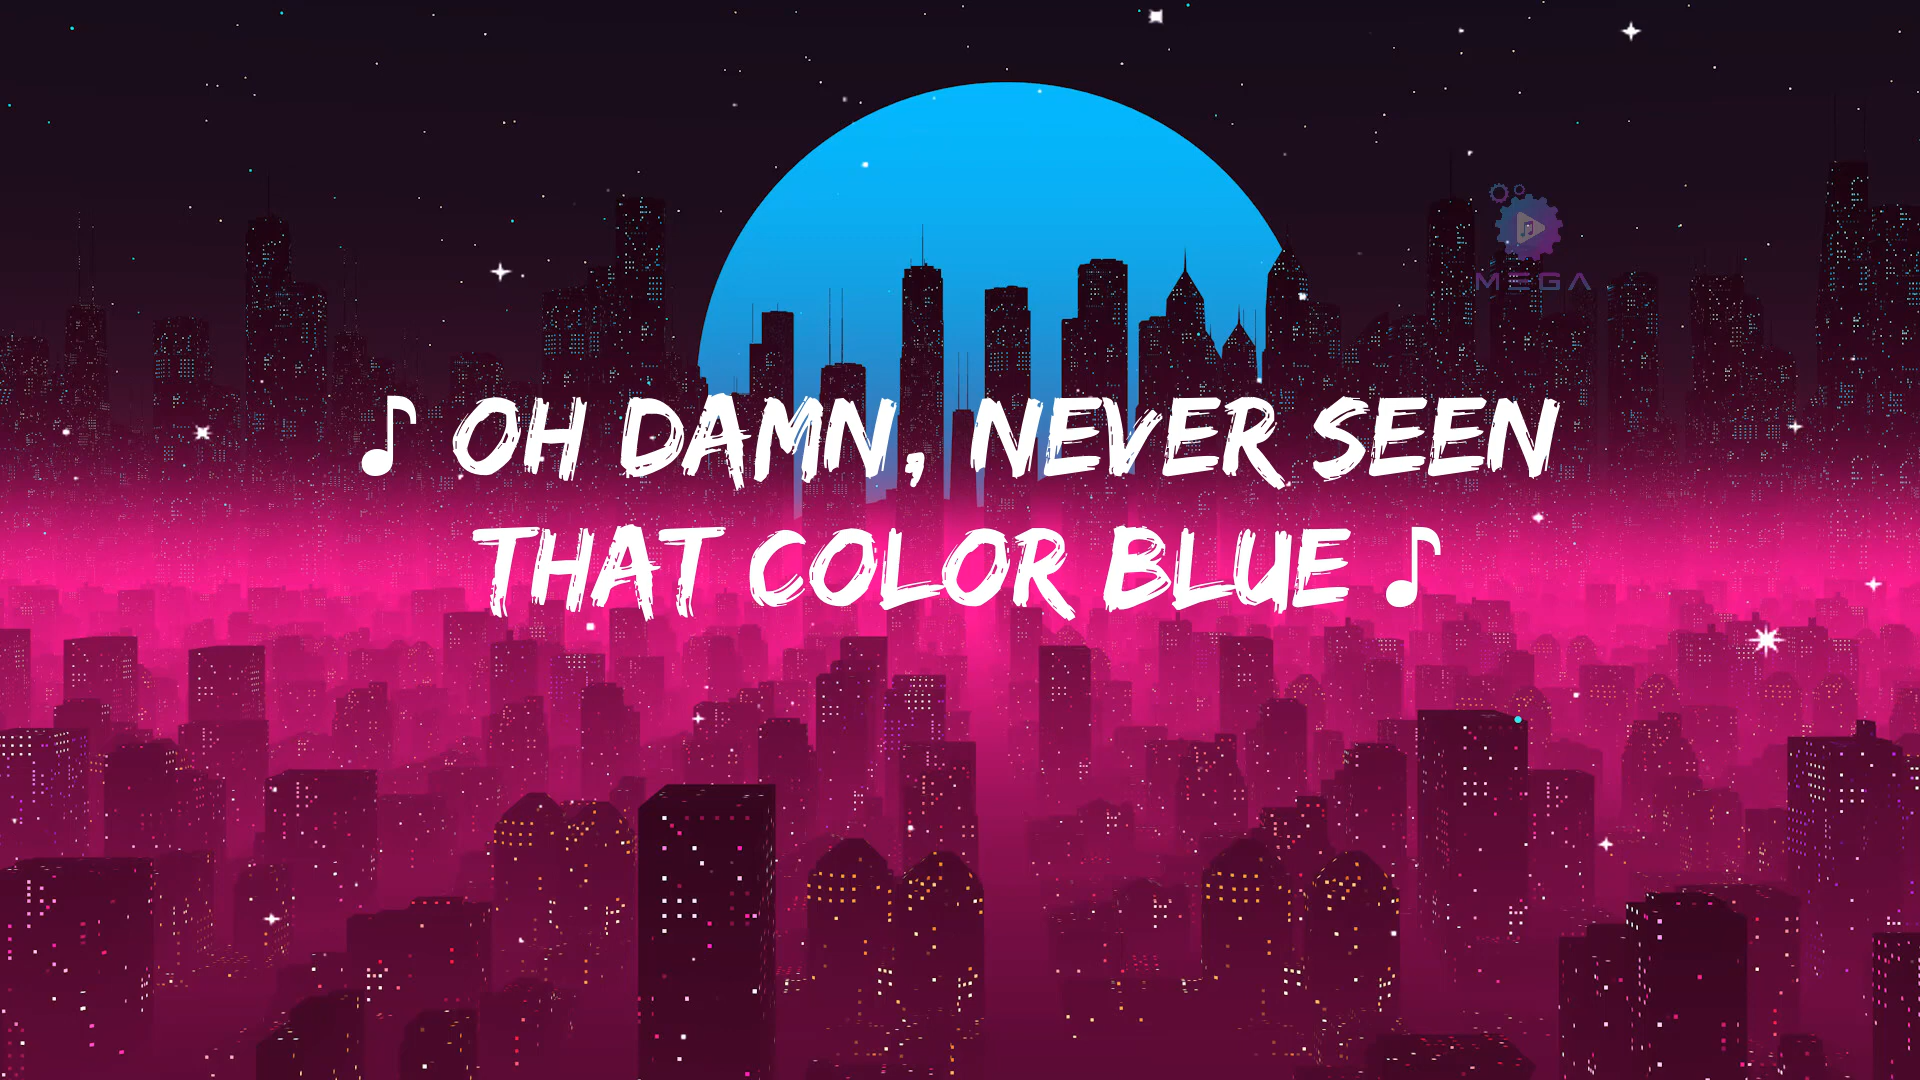 ♪ OH DAMN, NEVER SEEN
THAT COLOR BLUE ♪
MEGA